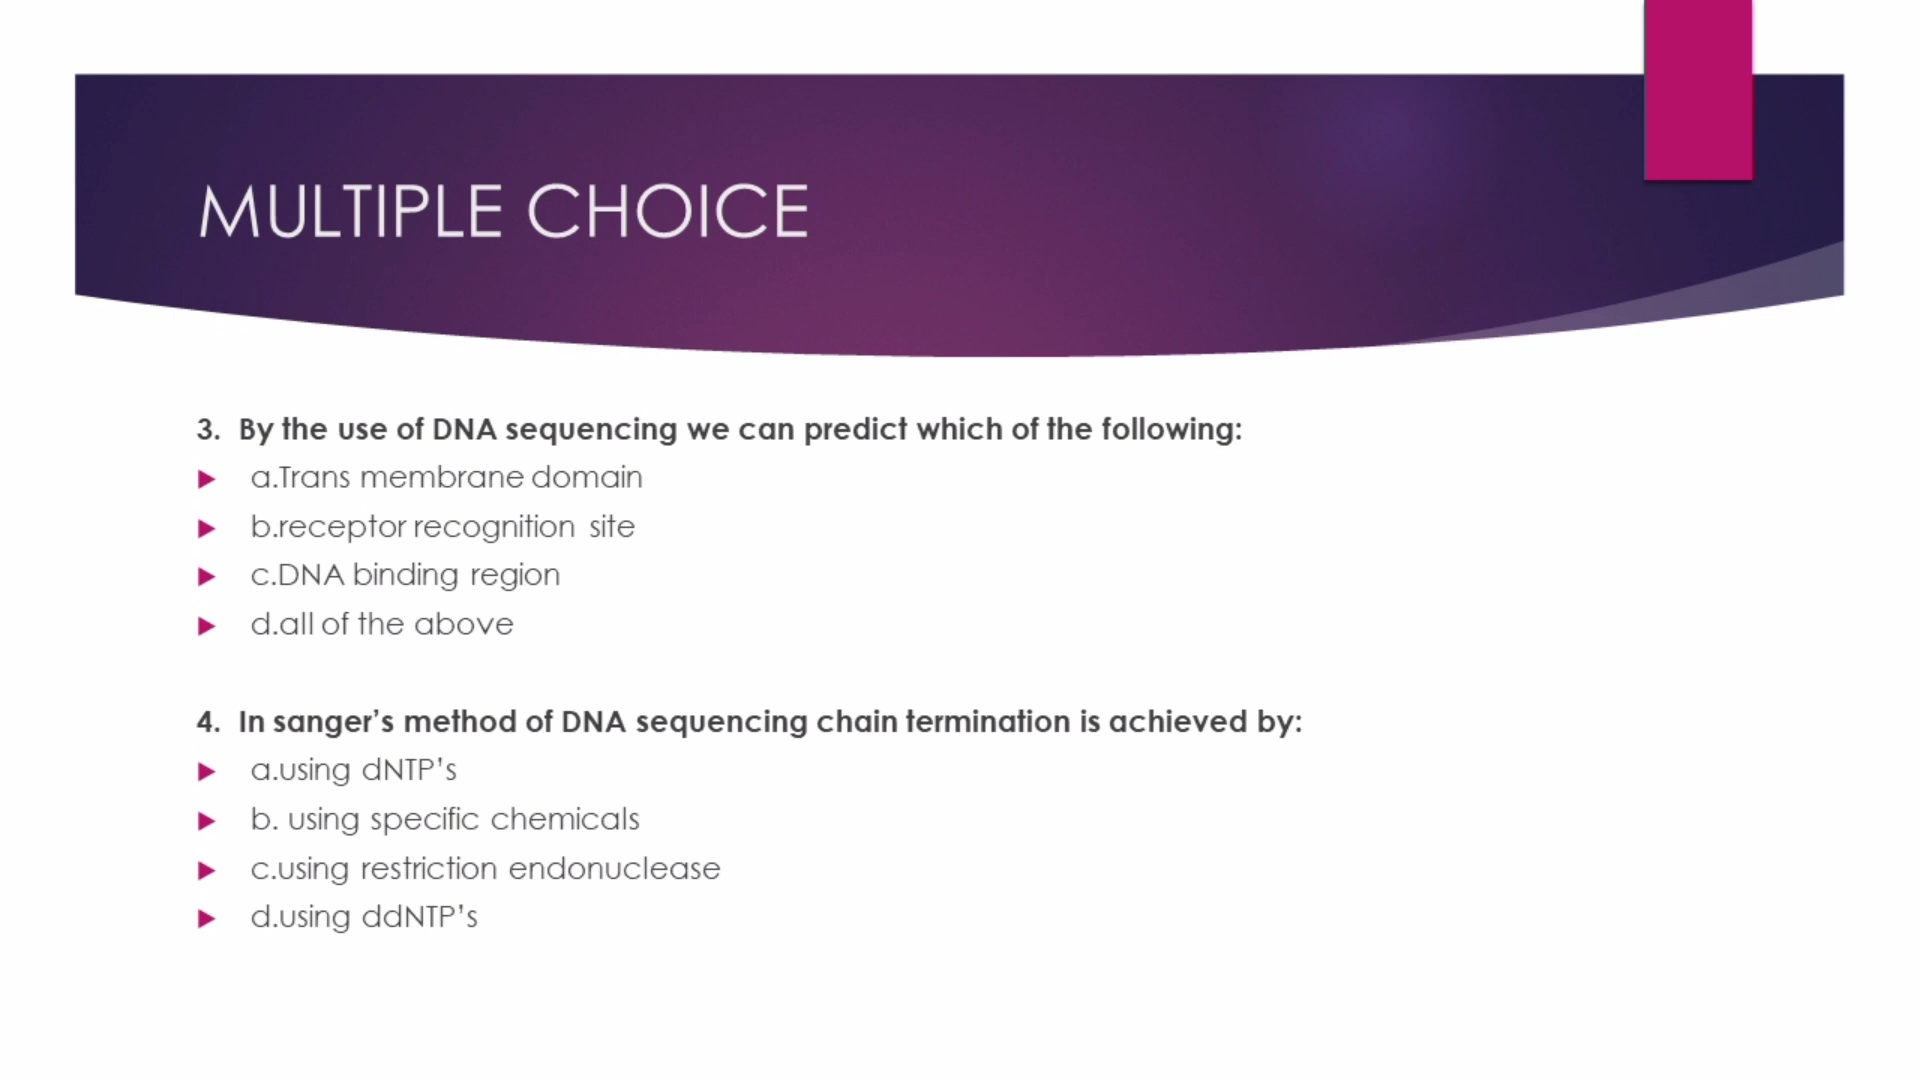 MULTIPLE CHOICE
3. By the use of DNA sequencing we can predict which of the following:
a.Trans membrane domain
b.receptor recognition site
c.DNA binding region
d.all of the above
4. In sanger’s method of DNA sequencing chain termination is achieved by:
a.using dNTP’s
b. using specific chemicals
c.using restriction endonuclease
d.using ddNTP’s